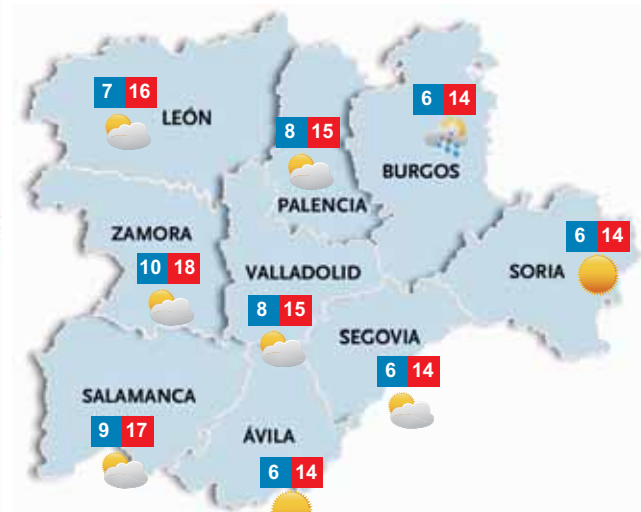 7 16
LEÓN
6 14
8 15
BURGOS
PALENCIA
ZAMORA
6 14
10 18
VALLADOLID
SORIA
8 15
SEGOVIA
6 14
SALAMANCA
9 17
ÁVILA
6 14